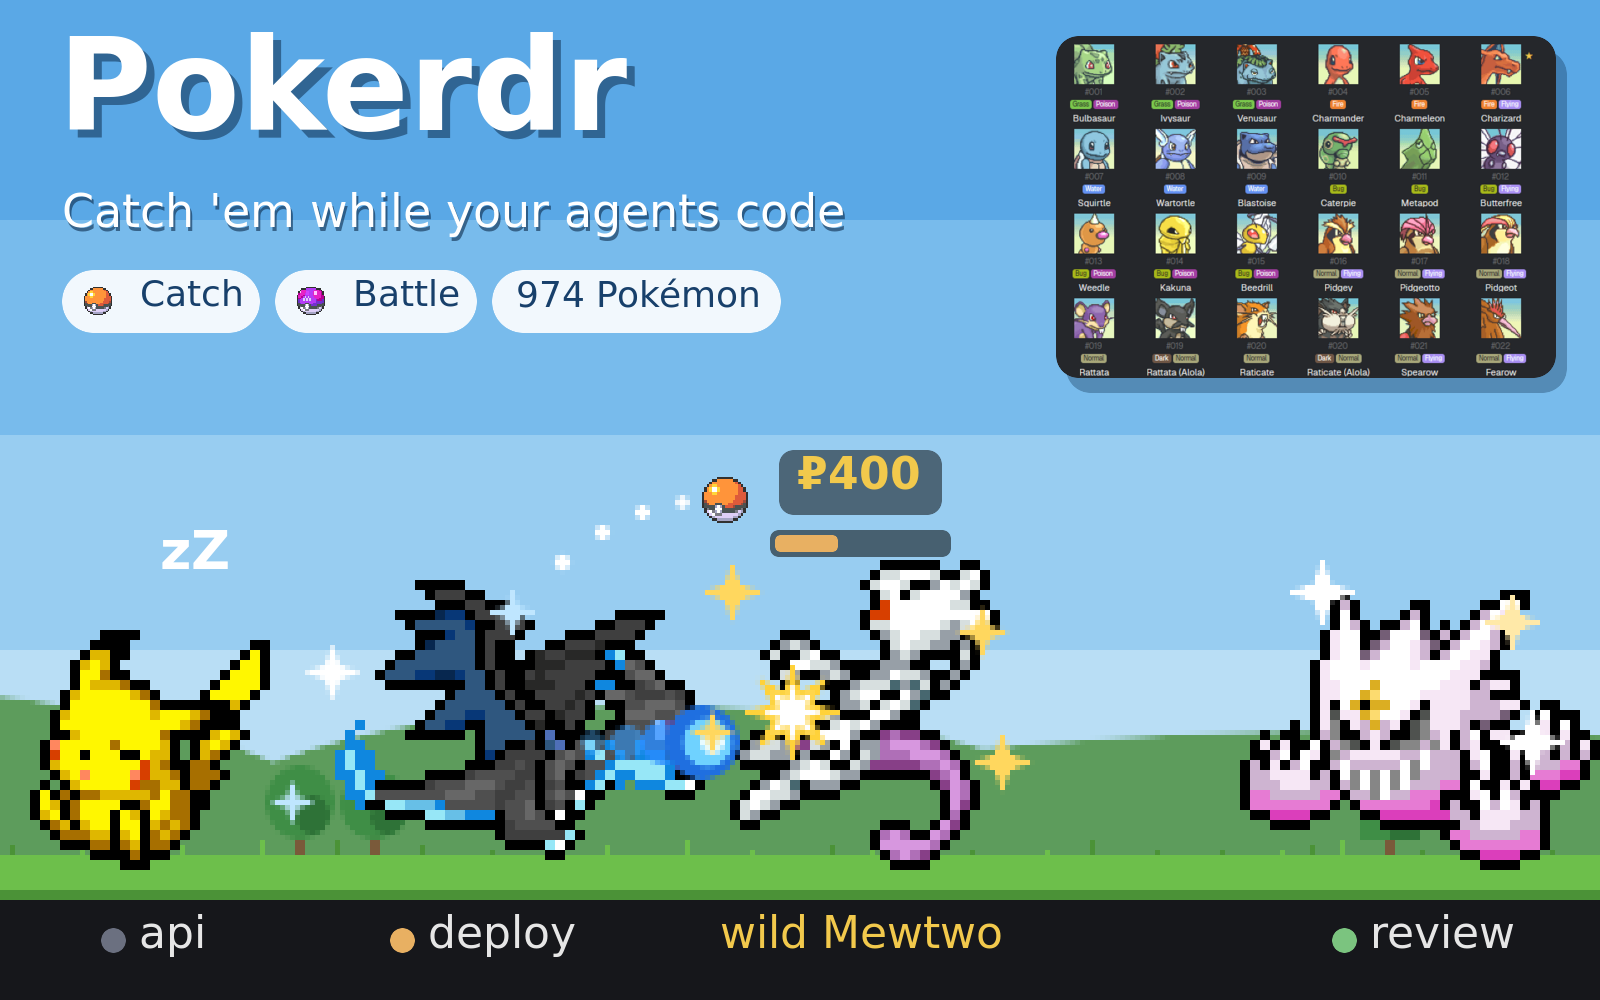 Pokerdr
Catch 'em while your agents code
Catch
Battle
974 Pokémon
#001 #002 #003 #004 #005 #006
Grass Poison Grass Poison Grass Poison Fire Fire Fire Flying
Bulbasaur Ivysaur Venusaur Charmander Charmeleon Charizard
#007 #008 #009 #010 #011 #012
Water Water Water Bug Bug Bug Flying
Squirtle Wartortle Blastoise Caterpie Metapod Butterfree
#013 #014 #015 #016 #017 #018
Bug Poison Bug Poison Bug Poison Normal Flying Normal Flying Normal Flying
Weedle Kakuna Beedrill Pidgey Pidgeotto Pidgeot
#019 #019 #020 #020 #021 #022
Normal Dark Normal Normal Dark Normal Normal Flying Normal Flying
Rattata Rattata (Alola) Raticate Raticate (Alola) Spearow Fearow
₽400
zZ
api
deploy
wild Mewtwo
review